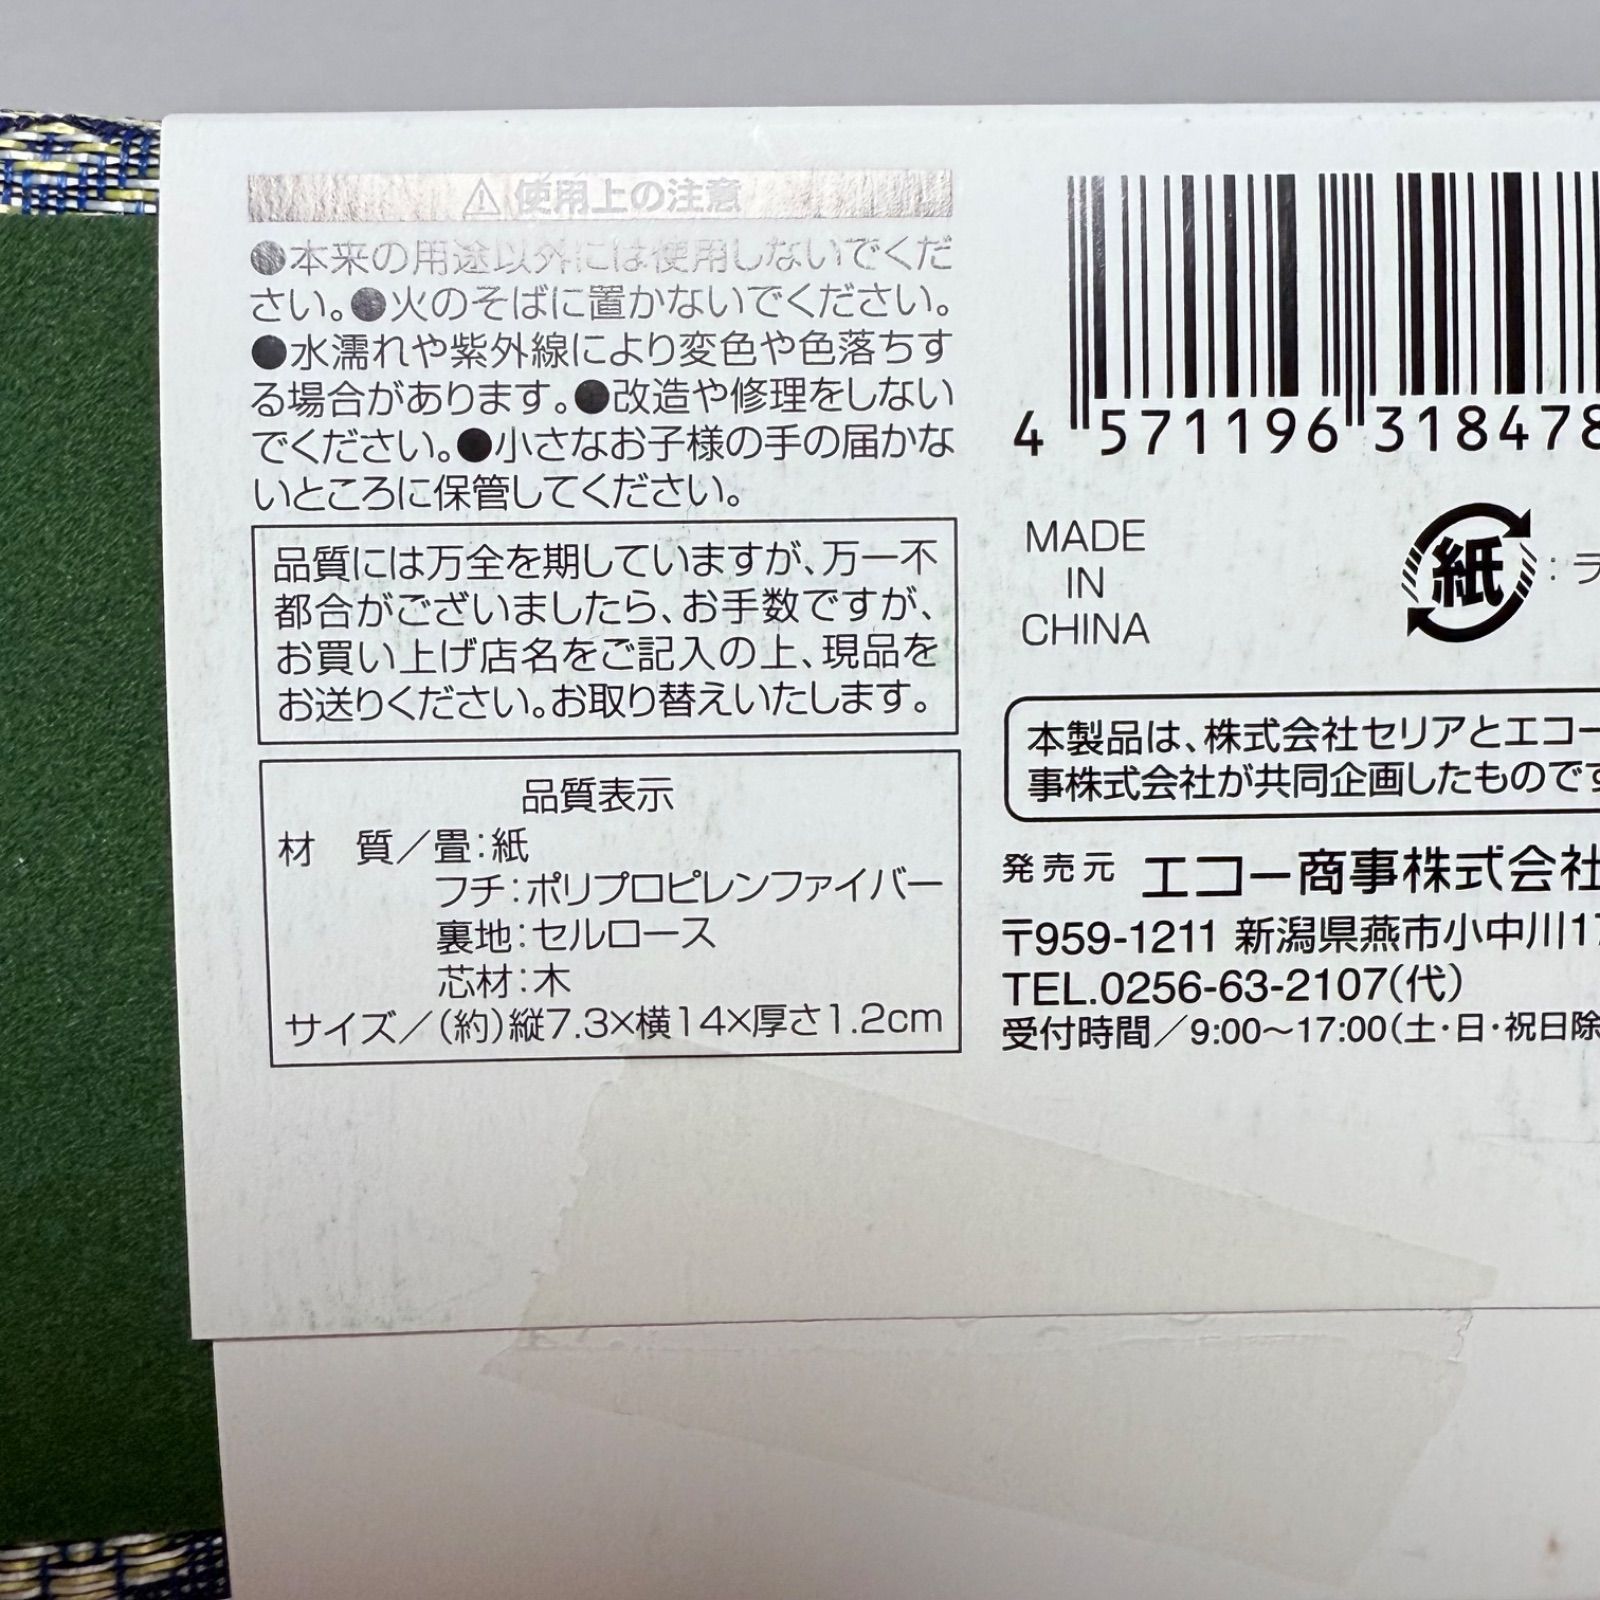 ⚠使用上の注意
●本来の用途以外には使用しないでくだ
さい。●火のそばに置かないでください。
●水濡れや紫外線により変色や色落ちす
る場合があります。●改造や修理をしない
でください。●小さなお子様の手の届かな
いところに保管してください。
品質には万全を期していますが、万一不
都合がございましたら、お手数ですが、
お買い上げ店名をご記入の上、現品を
お送りください。お取り替えいたします。
品質表示
材 質／畳:紙
フチ:ポリプロピレンファイバー
裏地:セルロース
芯材:木
サイズ／(約)縦7.3×横14×厚さ1.2cm
4 571196 318478
MADE
IN
CHINA
紙
:ラ
本製品は、株式会社セリアとエコー
事株式会社が共同企画したものです
発売元 エコー商事株式会社
〒959-1211 新潟県燕市小中川17
TEL.0256-63-2107(代)
受付時間／9:00〜17:00(土・日・祝日除